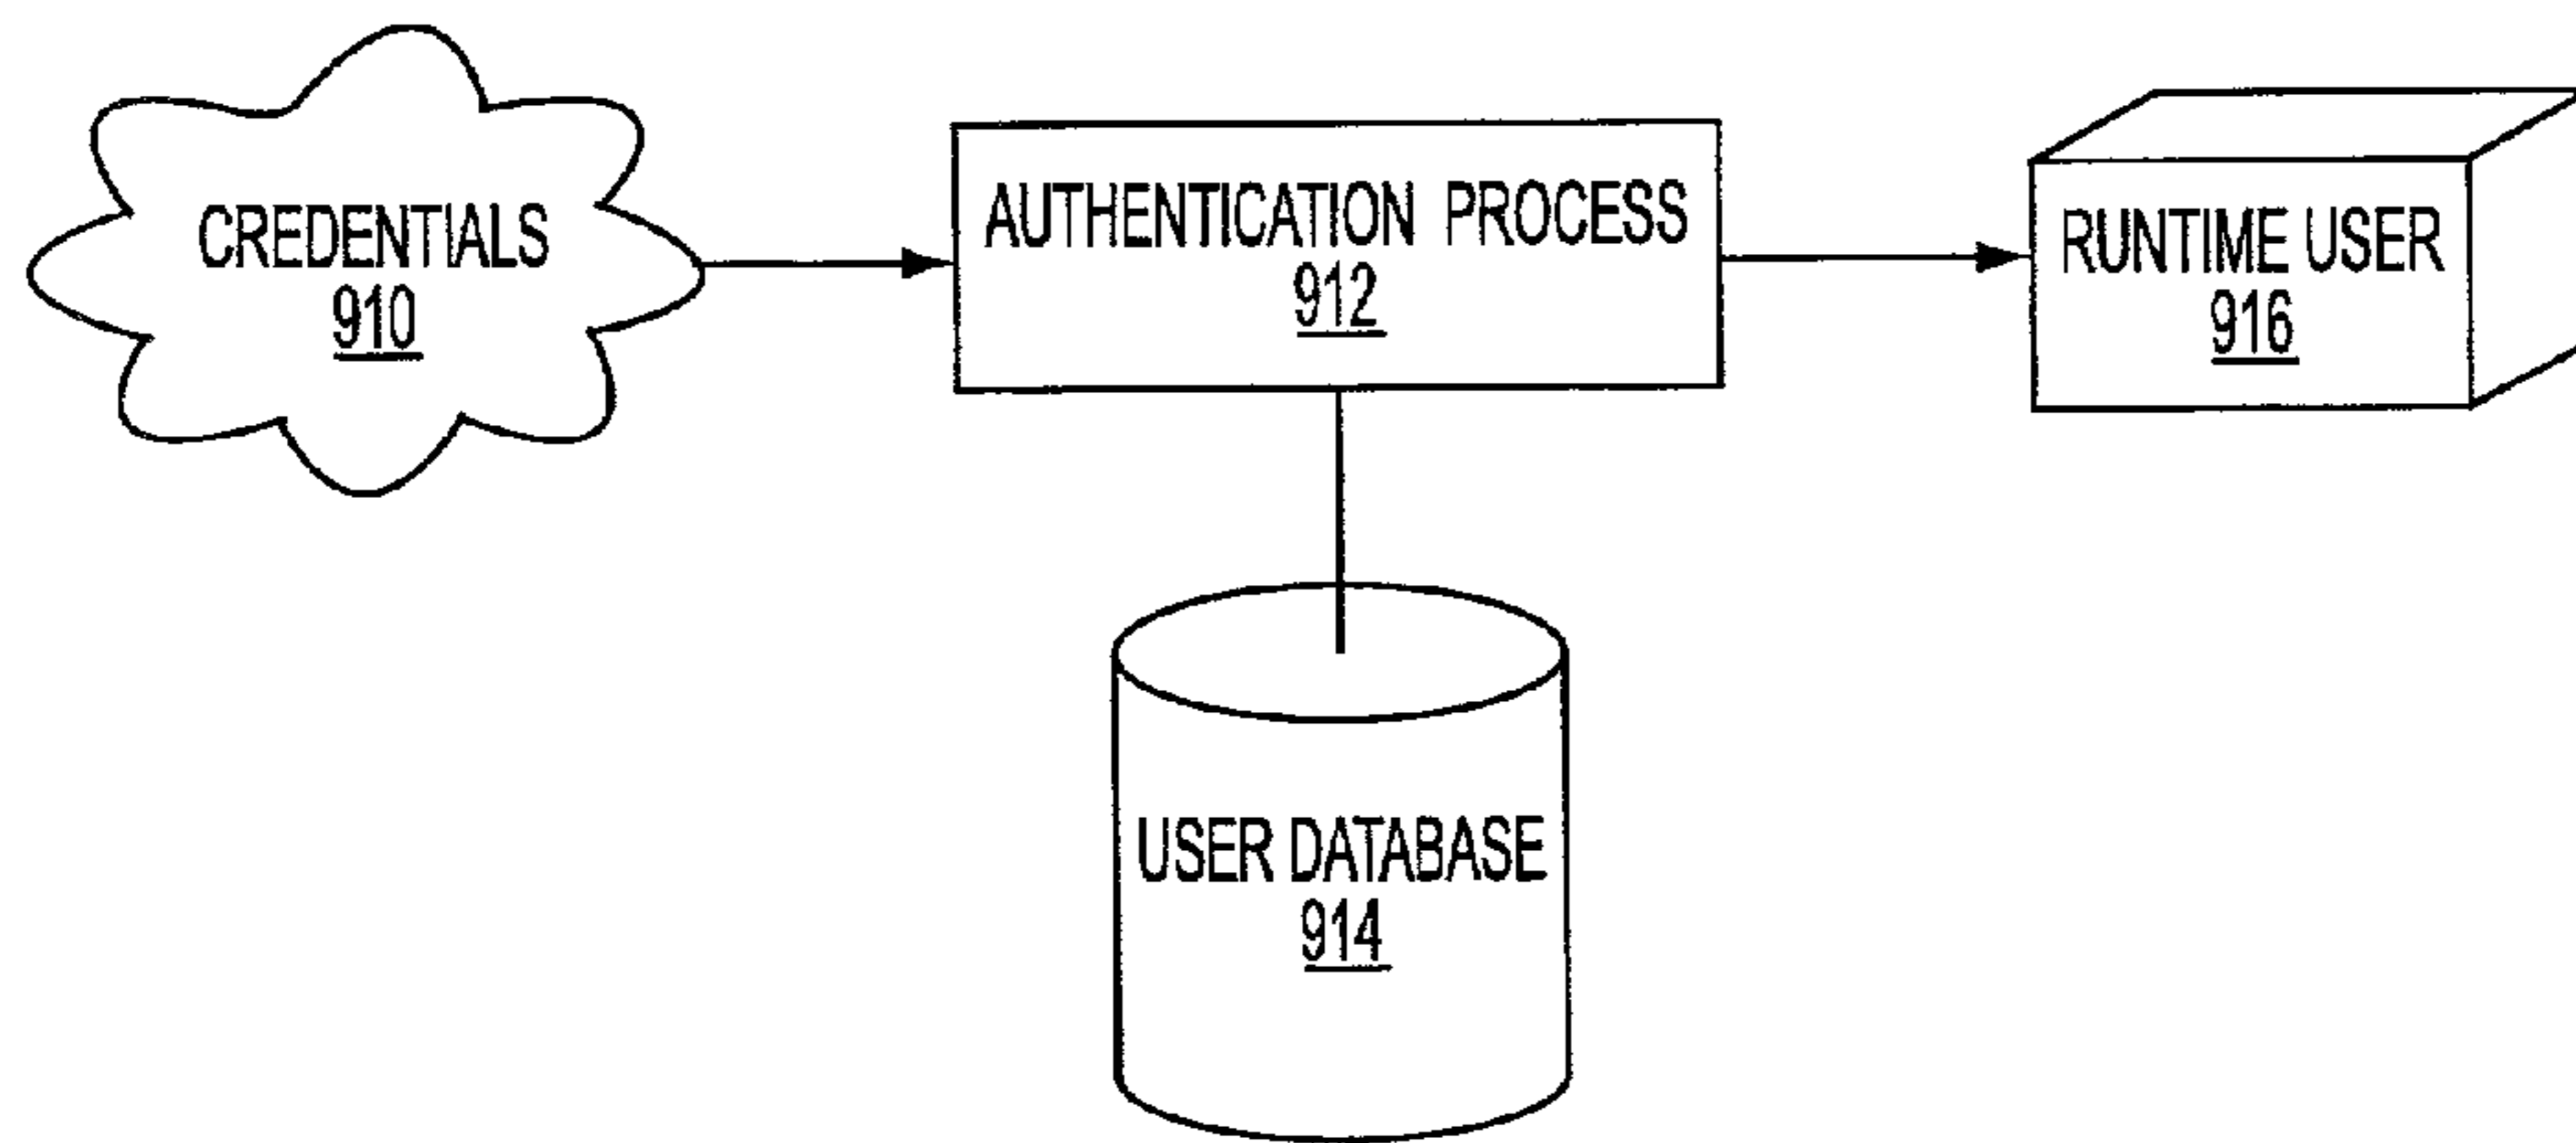 CREDENTIALS
910
AUTHENTICATION PROCESS
912
RUNTIME USER
916
USER DATABASE
914